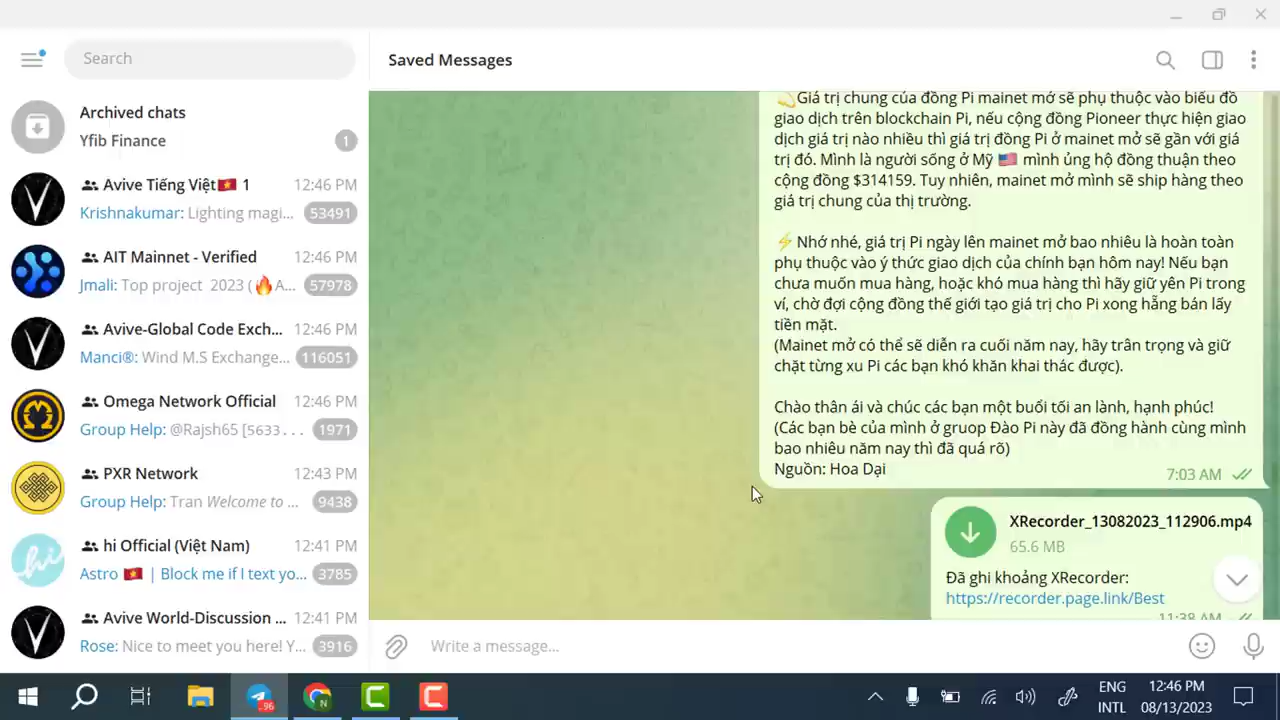 Search
Saved Messages
Archived chats
Yfib Finance
1
Avive Tiếng Việt🇻🇳 1
12:46 PM
Krishnakumar: Lighting magi...
53491
AIT Mainnet - Verified
12:46 PM
Jmali: Top project 2023 (🔥A...
57978
Avive-Global Code Exch...
12:46 PM
Manci®: Wind M.S Exchange...
116051
Omega Network Official
12:46 PM
Group Help: @Rajsh65 [5633...
1971
PXR Network
12:43 PM
Group Help: Tran Welcome to ...
9438
hi Official (Việt Nam)
12:41 PM
Astro 🇻🇳 | Block me if I text yo...
3785
Avive World-Discussion ...
12:41 PM
Rose: Nice to meet you here! Y...
3916
💫Giá trị chung của đồng Pi mainet mớ sẽ phụ thuộc vào biểu đồ
giao dịch trên blockchain Pi, nếu cộng đồng Pioneer thực hiện giao
dịch giá trị nào nhiều thì giá trị đồng Pi ở mainet mở sẽ gần với giá
trị đó. Mình là người sống ở Mỹ 🇺🇸 mình ủng hộ đồng thuận theo
cộng đồng $314159. Tuy nhiên, mainet mở mình sẽ ship hàng theo
giá trị chung của thị trường.
⚡Nhớ nhé, giá trị Pi ngày lên mainet mở bao nhiêu là hoàn toàn
phụ thuộc vào ý thức giao dịch của chính bạn hôm nay! Nếu bạn
chưa muốn mua hàng, hoặc khó mua hàng thì hãy giữ yên Pi trong
ví, chờ đợi cộng đồng thế giới tạo giá trị cho Pi xong hẵng bán lấy
tiền mặt.
(Mainet mở có thể sẽ diễn ra cuối năm nay, hãy trân trọng và giữ
chặt từng xu Pi các bạn khó khăn khai thác được).
Chào thân ái và chúc các bạn một buổi tối an lành, hạnh phúc!
(Các bạn bè của mình ở gruop Đào Pi này đã đồng hành cùng mình
bao nhiêu năm nay thì đã quá rõ)
Nguồn: Hoa Dại
7:03 AM
XRecorder_13082023_112906.mp4
65.6 MB
Đã ghi khoảng XRecorder:
https://recorder.page.link/Best
11:38 AM
Write a message...
96
N
ENG
INTL
12:46 PM
08/13/2023